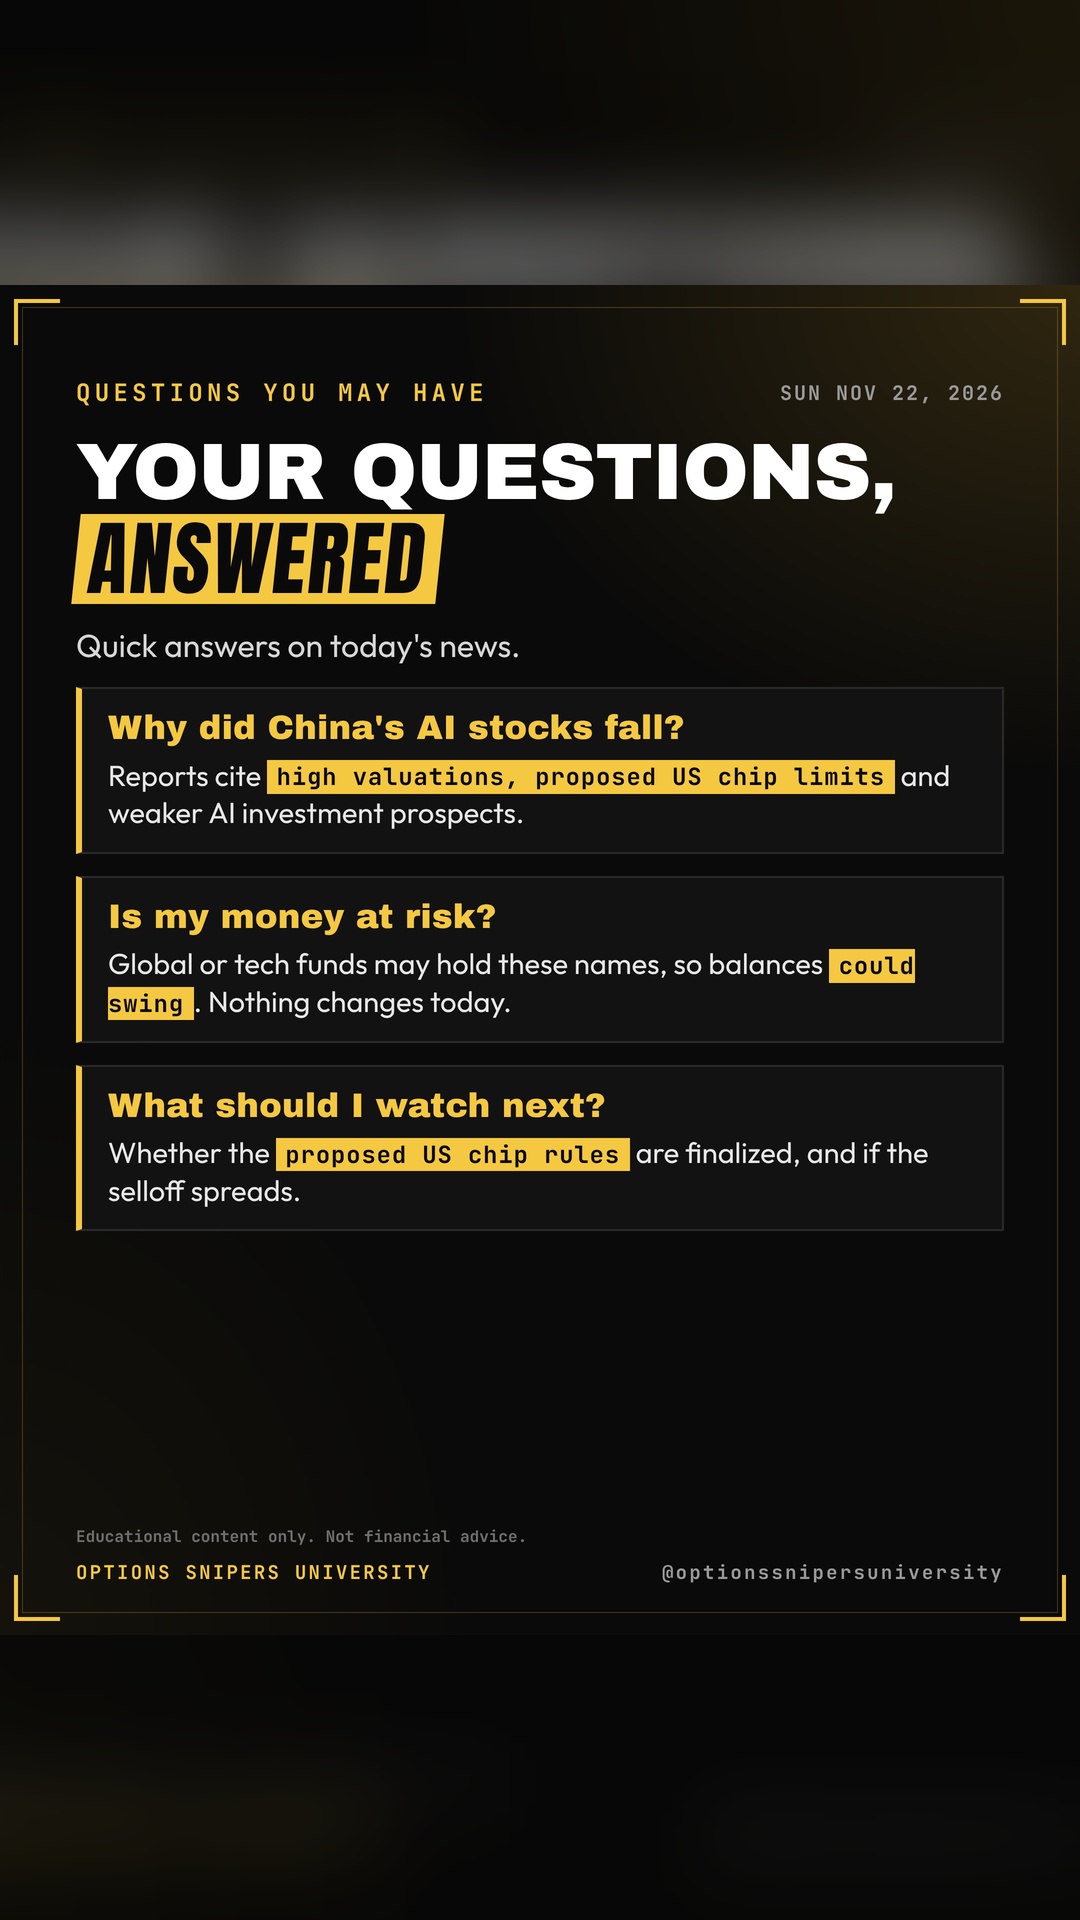 QUESTIONS YOU MAY HAVE
SUN NOV 22, 2026
YOUR QUESTIONS,
ANSWERED
Quick answers on today's news.
Why did China's AI stocks fall?
Reports cite high valuations, proposed US chip limits and
weaker AI investment prospects.
Is my money at risk?
Global or tech funds may hold these names, so balances could
swing. Nothing changes today.
What should I watch next?
Whether the proposed US chip rules are finalized, and if the
selloff spreads.
Educational content only. Not financial advice.
OPTIONS SNIPERS UNIVERSITY
@optionssnipersuniversity